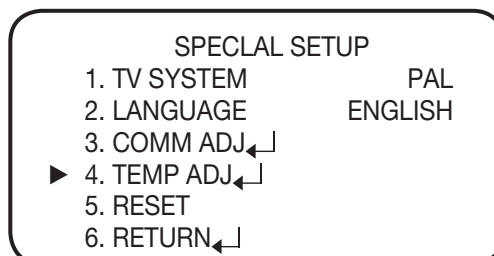 SPECLAL SETUP
1. TV SYSTEM PAL
2. LANGUAGE ENGLISH
3. COMM ADJ↵
▶ 4. TEMP ADJ↵
5. RESET
6. RETURN↵